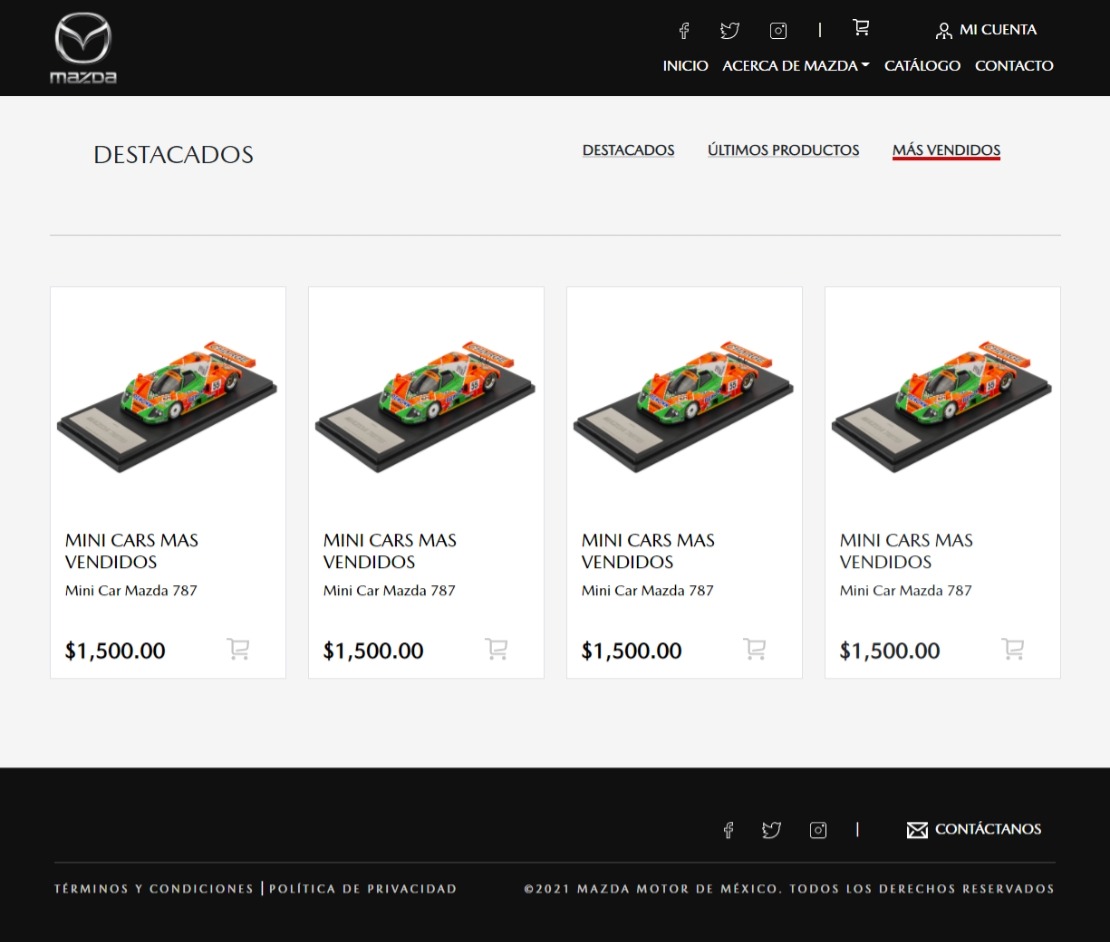 mazda
MI CUENTA
INICIO ACERCA DE MAZDA CATÁLOGO CONTACTO
DESTACADOS
DESTACADOS ÚLTIMOS PRODUCTOS MÁS VENDIDOS
MINI CARS MAS
VENDIDOS
Mini Car Mazda 787
$1,500.00
MINI CARS MAS
VENDIDOS
Mini Car Mazda 787
$1,500.00
MINI CARS MAS
VENDIDOS
Mini Car Mazda 787
$1,500.00
MINI CARS MAS
VENDIDOS
Mini Car Mazda 787
$1,500.00
CONTÁCTANOS
TÉRMINOS Y CONDICIONES | POLÍTICA DE PRIVACIDAD
©2021 MAZDA MOTOR DE MÉXICO. TODOS LOS DERECHOS RESERVADOS